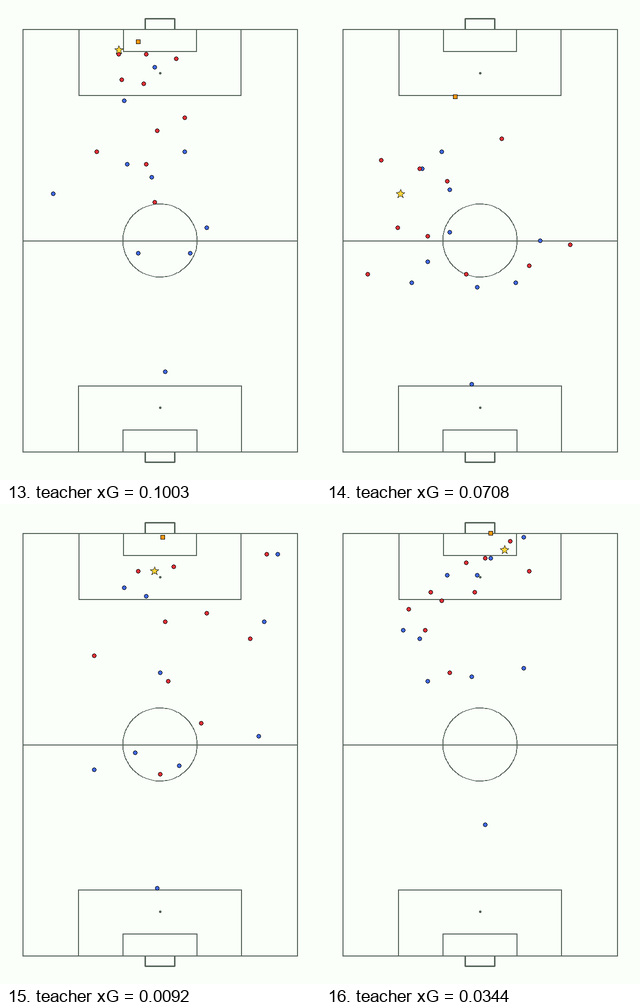 13. teacher xG = 0.1003
14. teacher xG = 0.0708
15. teacher xG = 0.0092
16. teacher xG = 0.0344